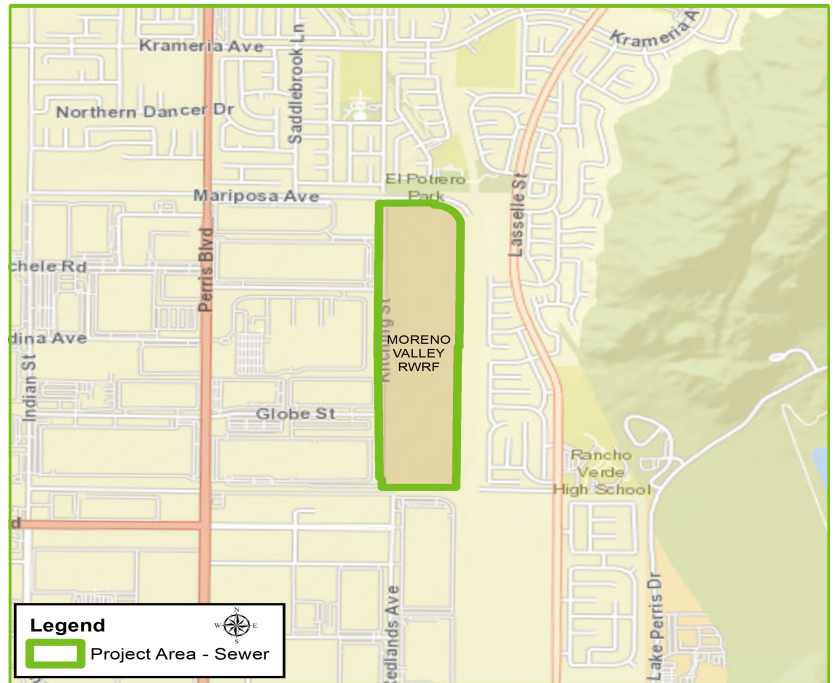 Krameria Ave
Krameria A
Saddlebrook Ln
Northern Dancer Dr
El Potrero
Park
Mariposa Ave
Lasselle St
Perris Blvd
chele Rd
Kitching St
MORENO
VALLEY
RWRF
dina Ave
Indian St
Globe St
Rancho
Verde
High School
d
edlands Ave
Lake Perris Dr
Legend
N
W
E
S
Project Area - Sewer